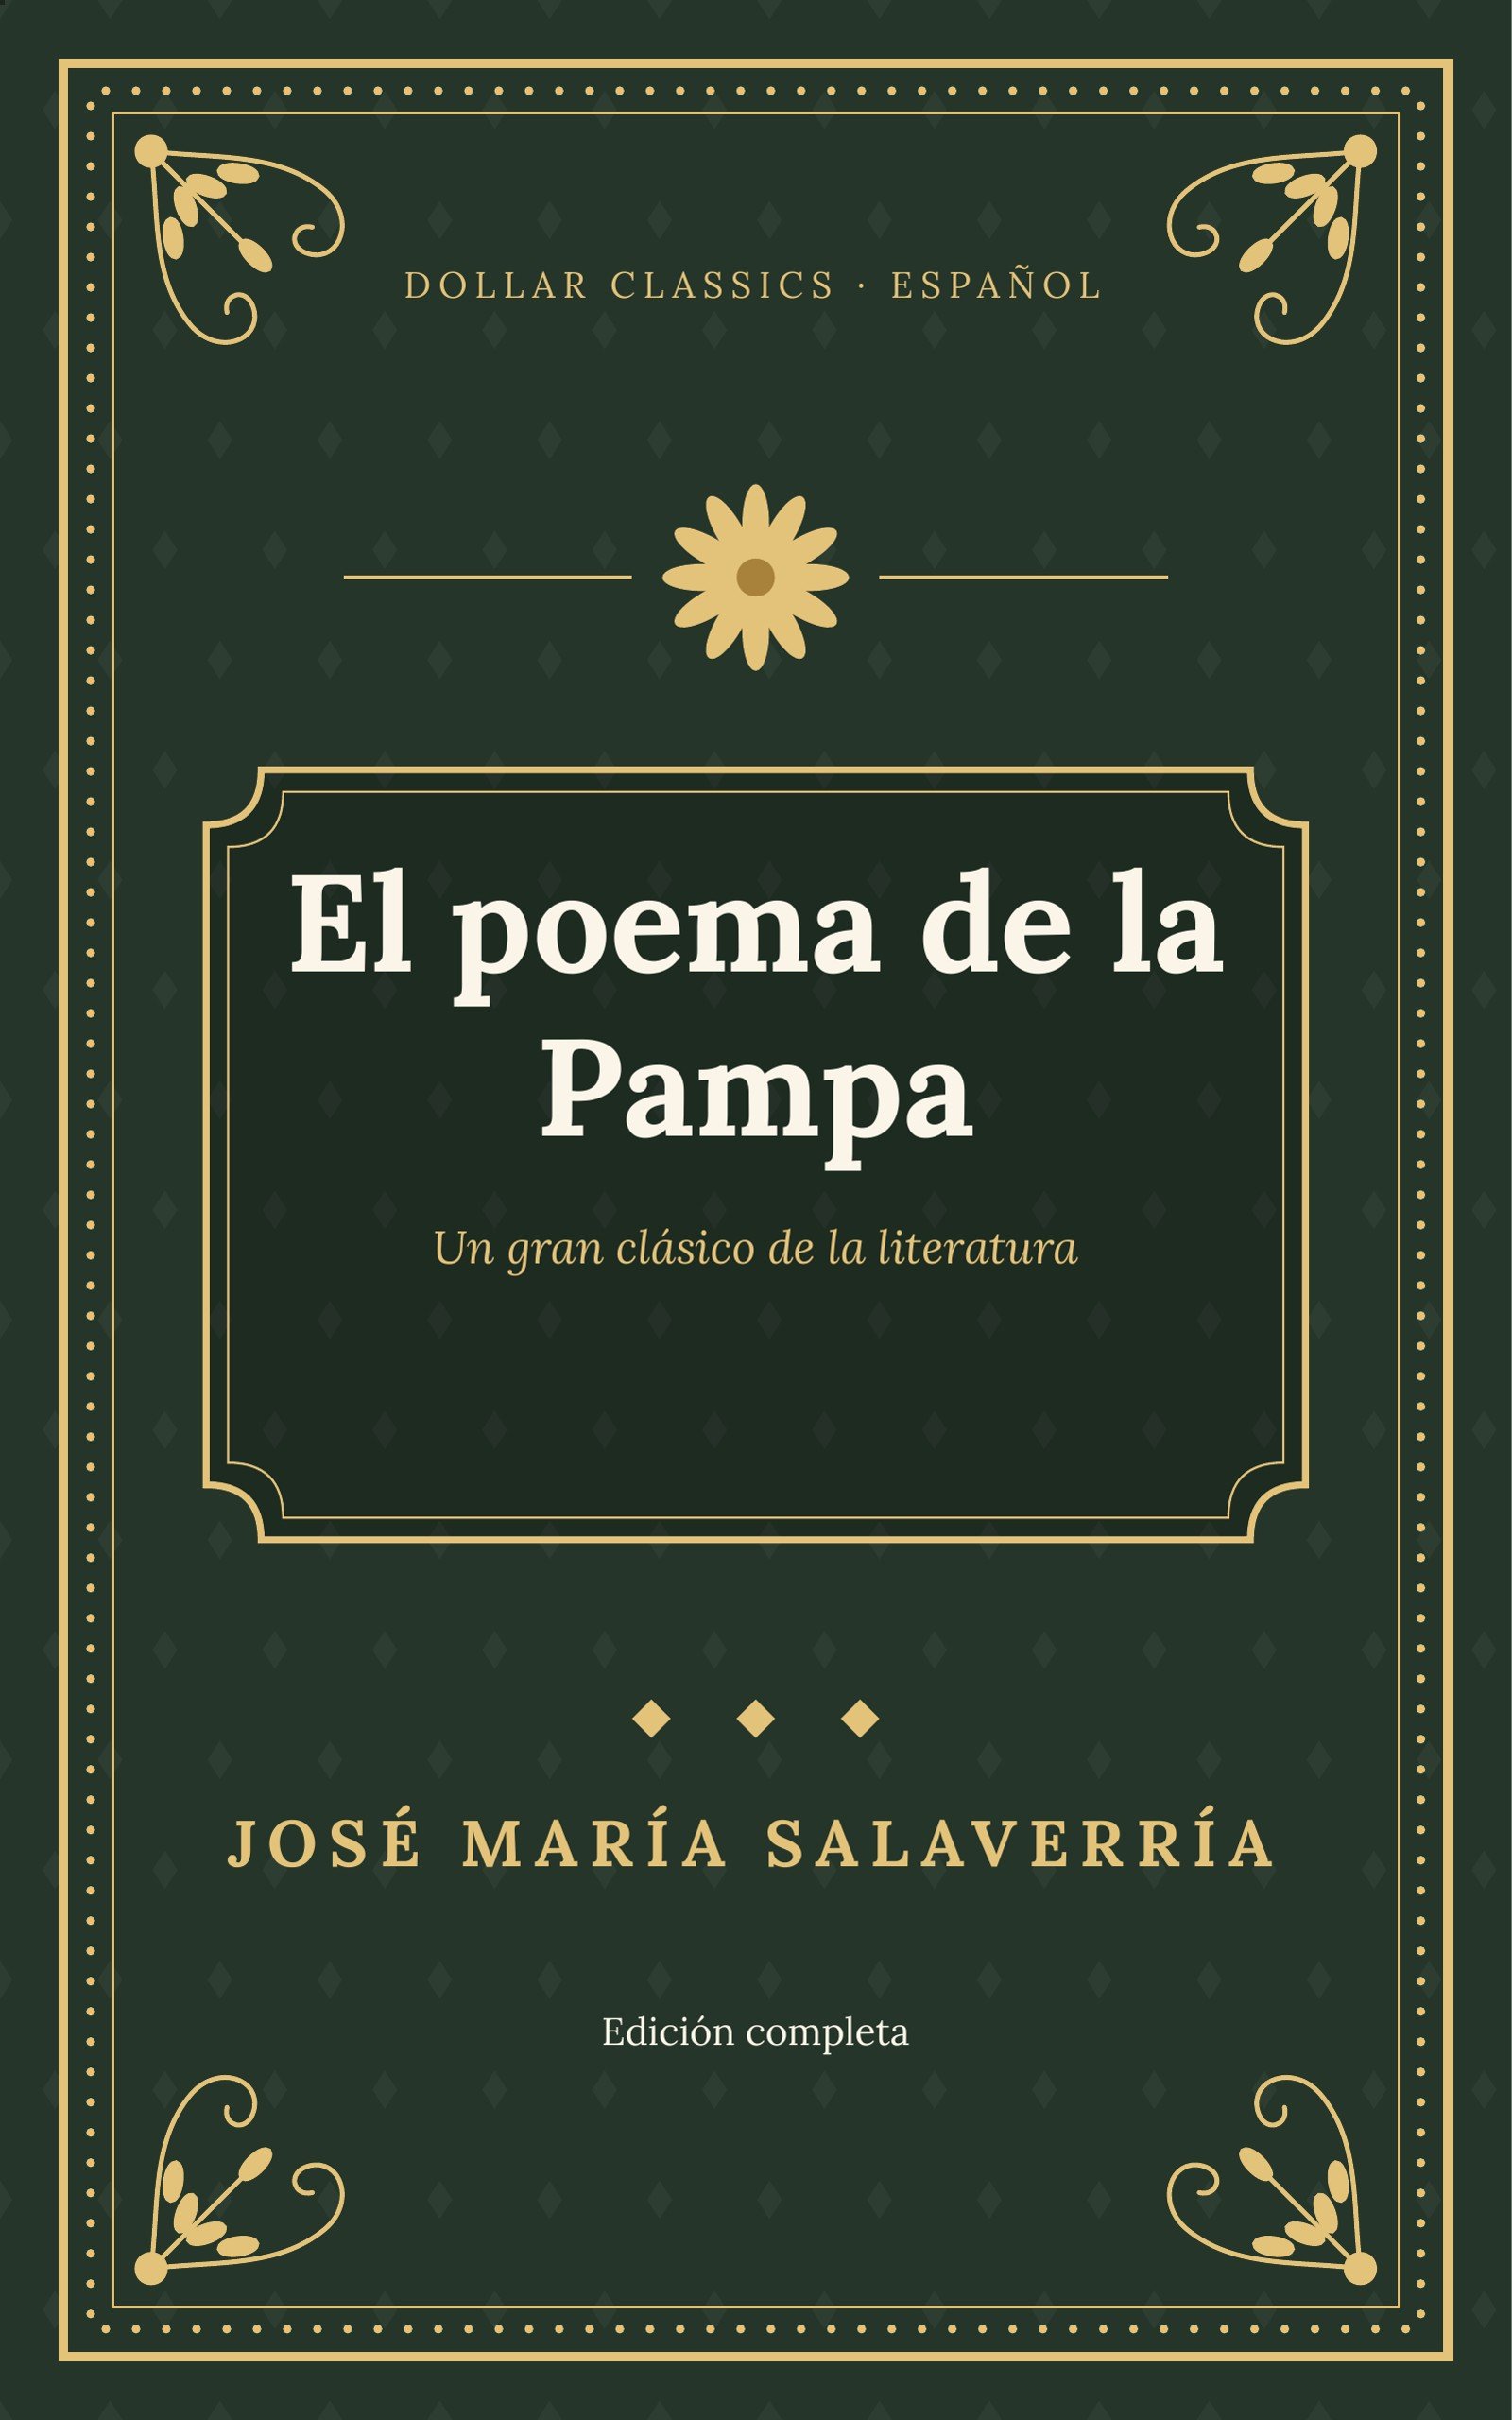 DOLLAR CLASSICS · ESPAÑOL
El poema de la
Pampa
Un gran clásico de la literatura
JOSÉ MARÍA SALAVERRÍA
Edición completa